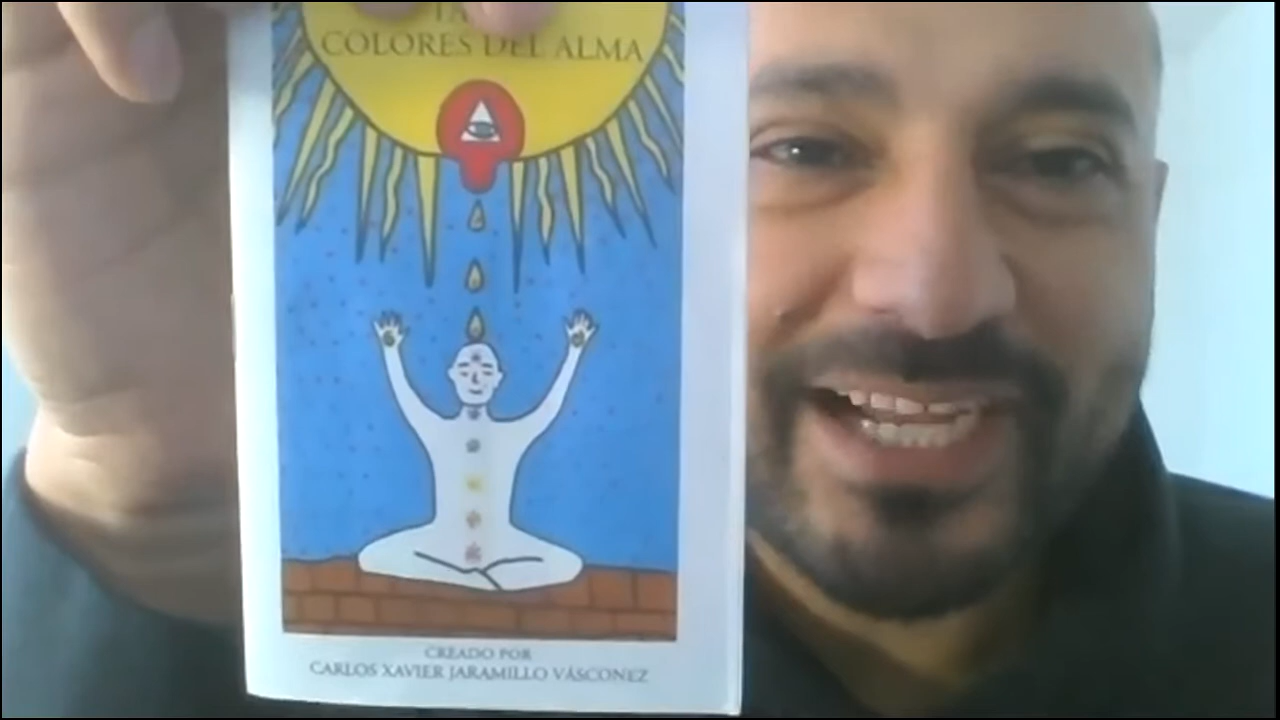 COLORES DEL ALMA
CREADO POR
CARLOS XAVIER JARAMILLO VÁSCONEZ